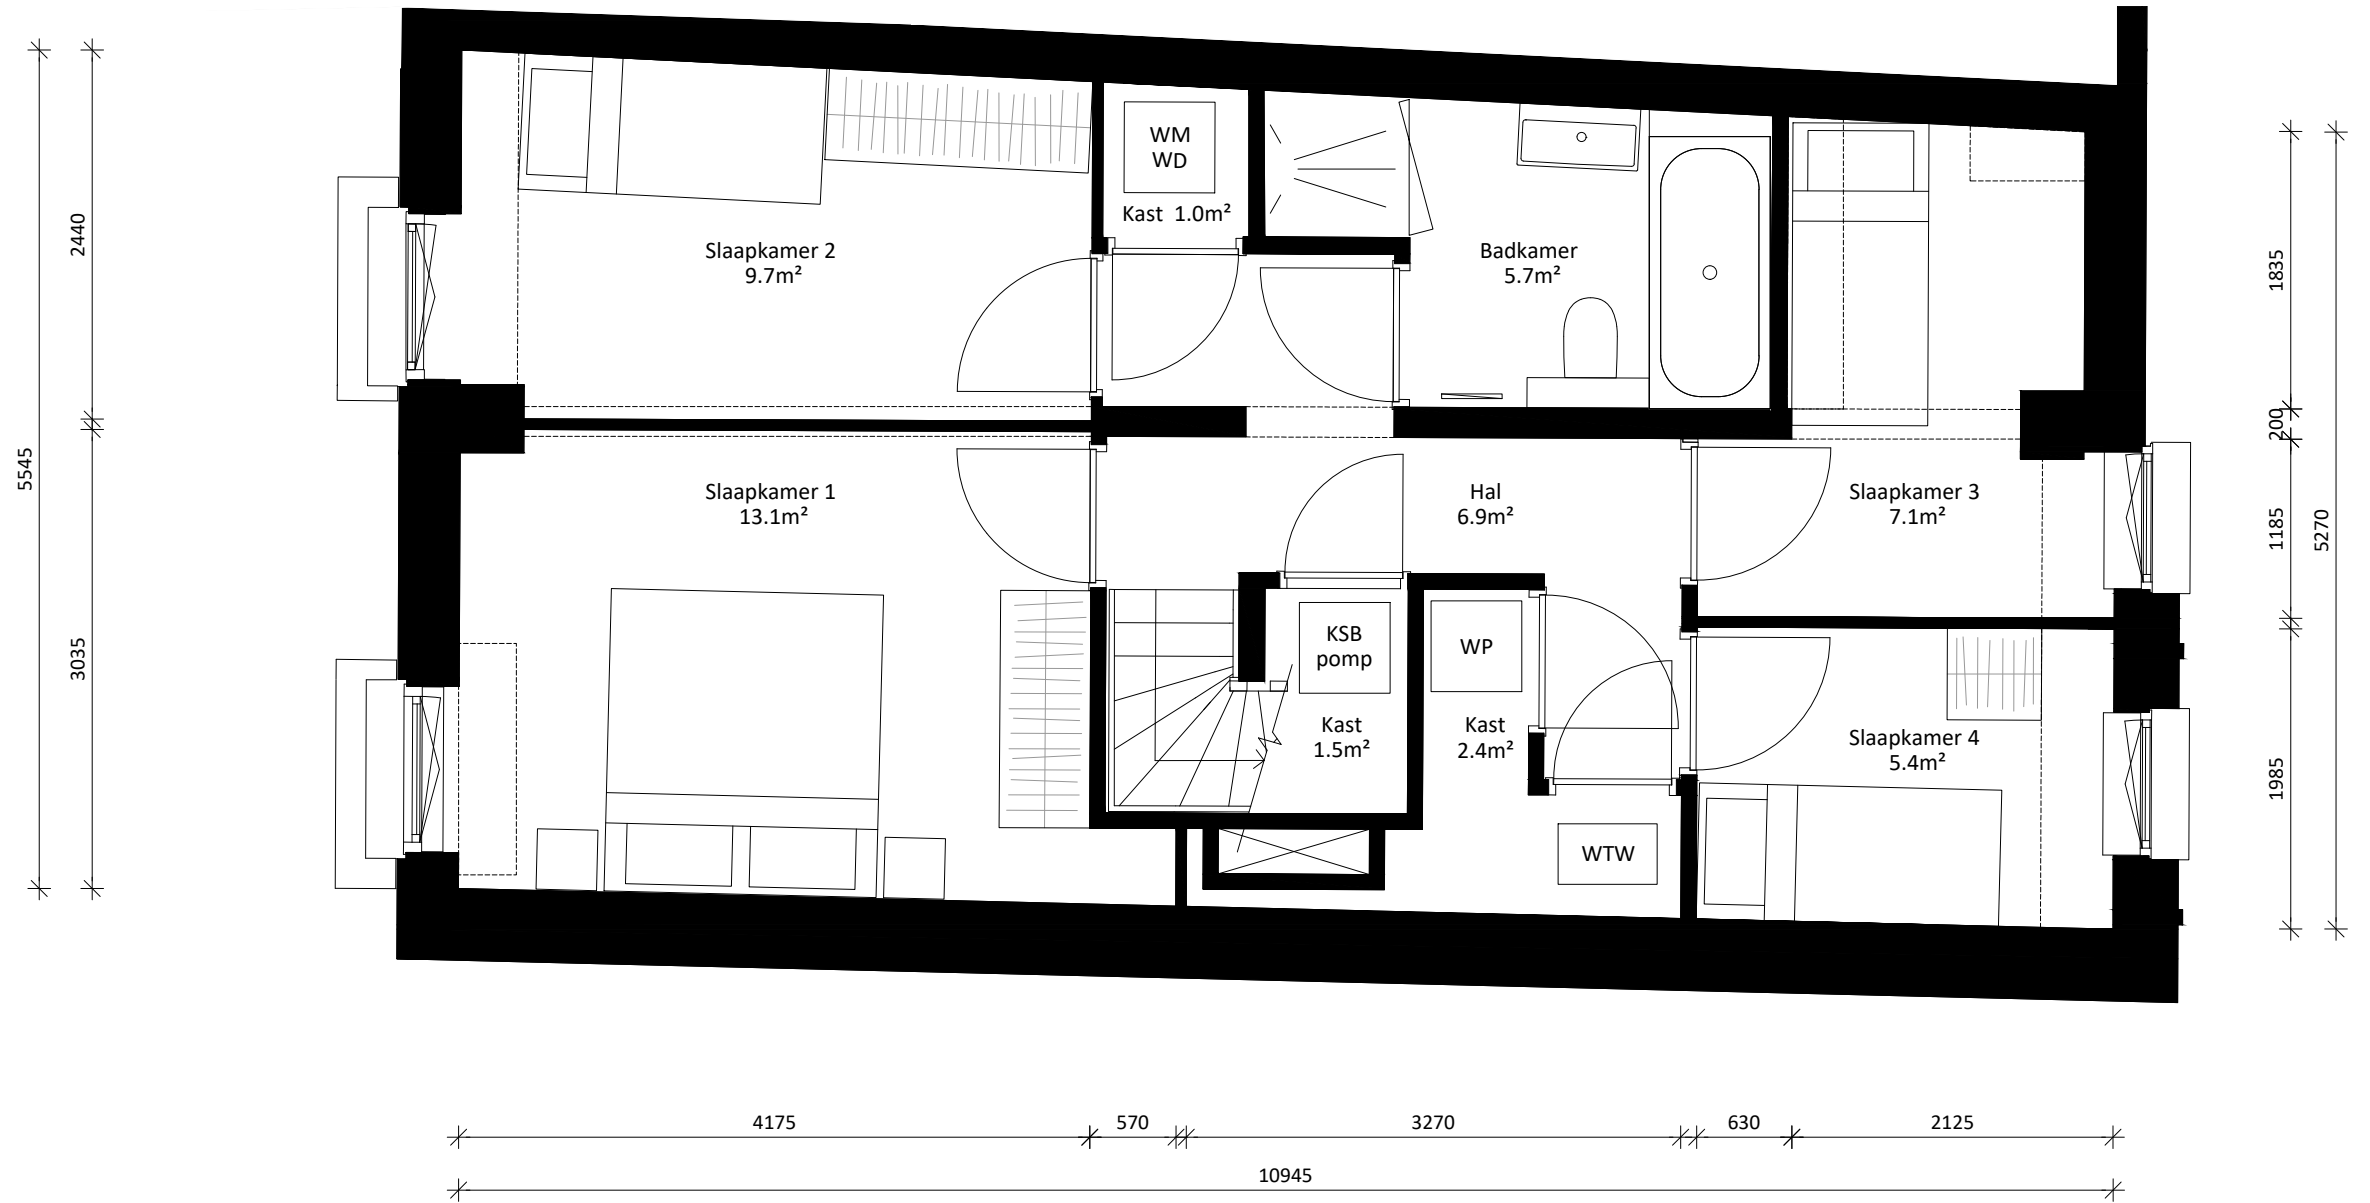 WM
WD
Kast 1.0m²
Slaapkamer 2
9.7m²
Badkamer
5.7m²
Slaapkamer 1
13.1m²
Hal
6.9m²
Slaapkamer 3
7.1m²
KSB
pomp
WP
Kast
1.5m²
Kast
2.4m²
Slaapkamer 4
5.4m²
WTW
5545
2440
3035
1835
200
1185
1985
5270
4175
570
3270
630
2125
10945